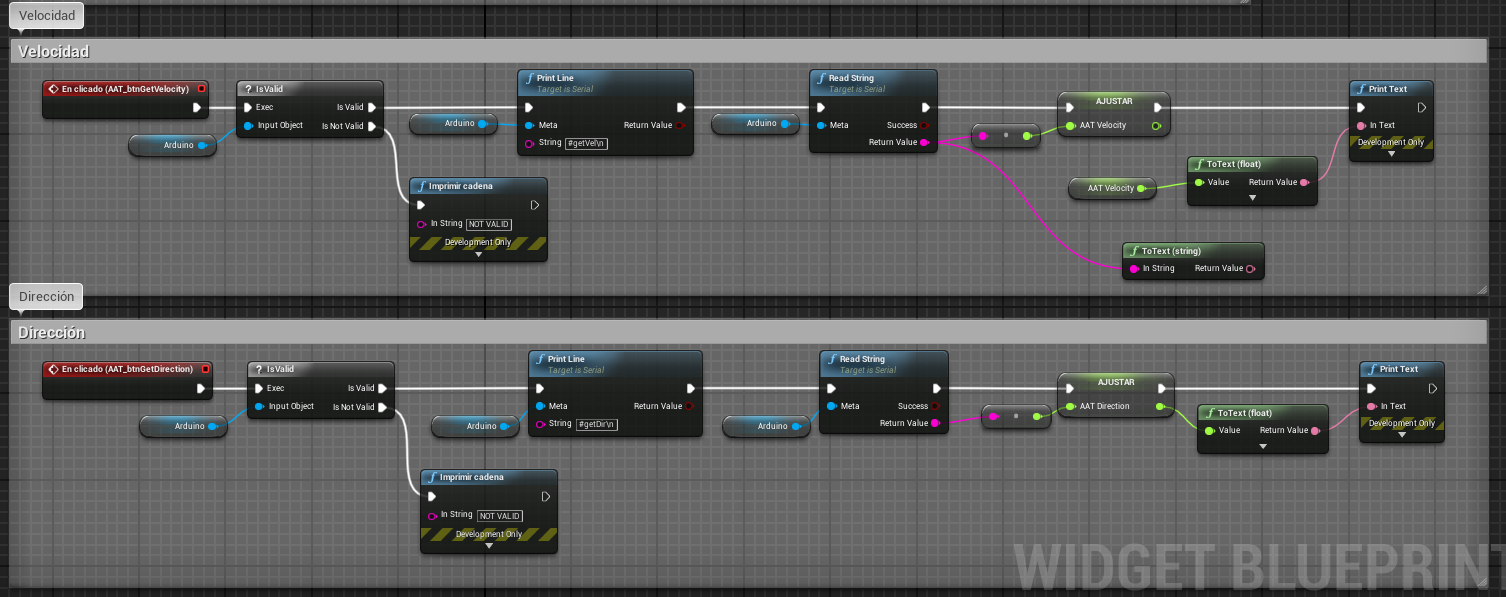 Velocidad
Velocidad
En clicado (AAT_btnGetVelocity)
? IsValid
Exec
Is Valid
Input Object
Is Not Valid
Arduino
Print Line
Target is Serial
Arduino
Meta
Return Value
String #getVel\n
Read String
Target is Serial
Arduino
Meta
Success
Return Value
AJUSTAR
AAT Velocity
Print Text
In Text
Development Only
ToText (float)
AAT Velocity
Value
Return Value
Imprimir cadena
In String NOT VALID
Development Only
ToText (string)
In String
Return Value
Dirección
Dirección
En clicado (AAT_btnGetDirection)
? IsValid
Exec
Is Valid
Input Object
Is Not Valid
Arduino
Print Line
Target is Serial
Arduino
Meta
Return Value
String #getDir\n
Read String
Target is Serial
Arduino
Meta
Success
Return Value
AJUSTAR
AAT Direction
ToText (float)
Value
Return Value
Print Text
In Text
Development Only
Imprimir cadena
In String NOT VALID
Development Only
WIDGET BLUEPRINT